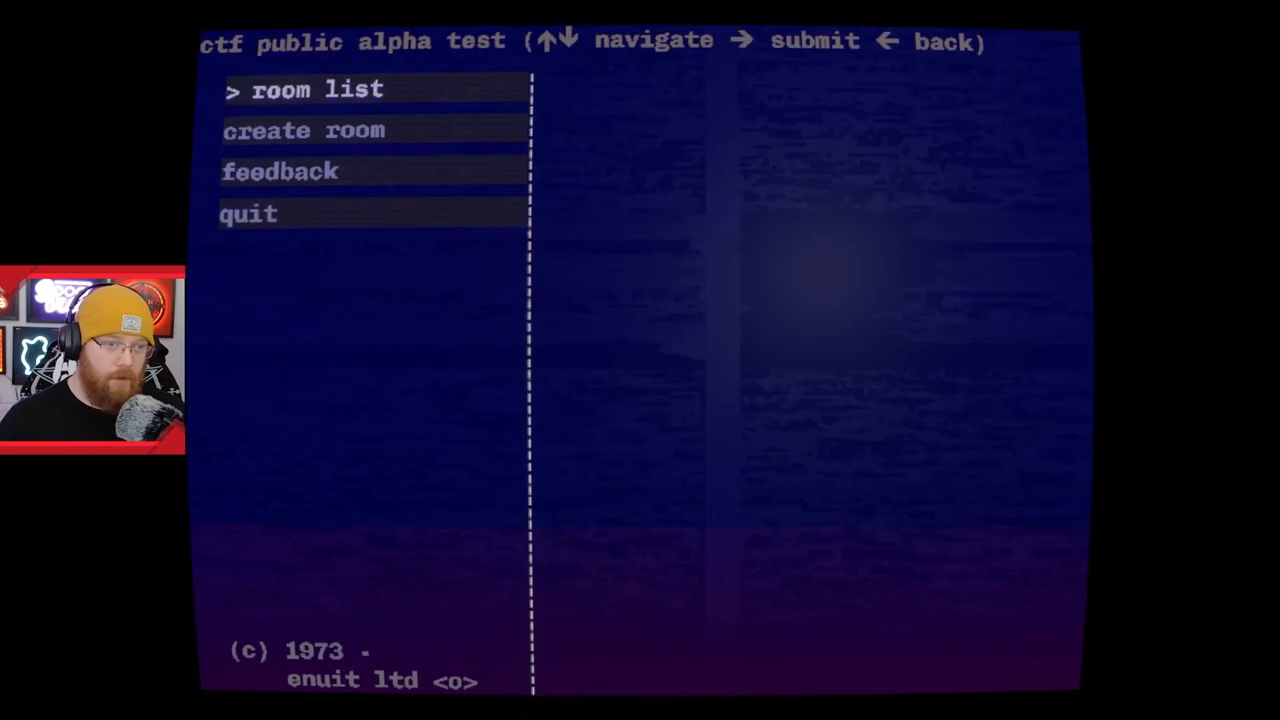 ctf public alpha test (↑↓ navigate → submit ← back)
> room list
create room
feedback
quit
(c) 1973 -
enuit ltd <o>